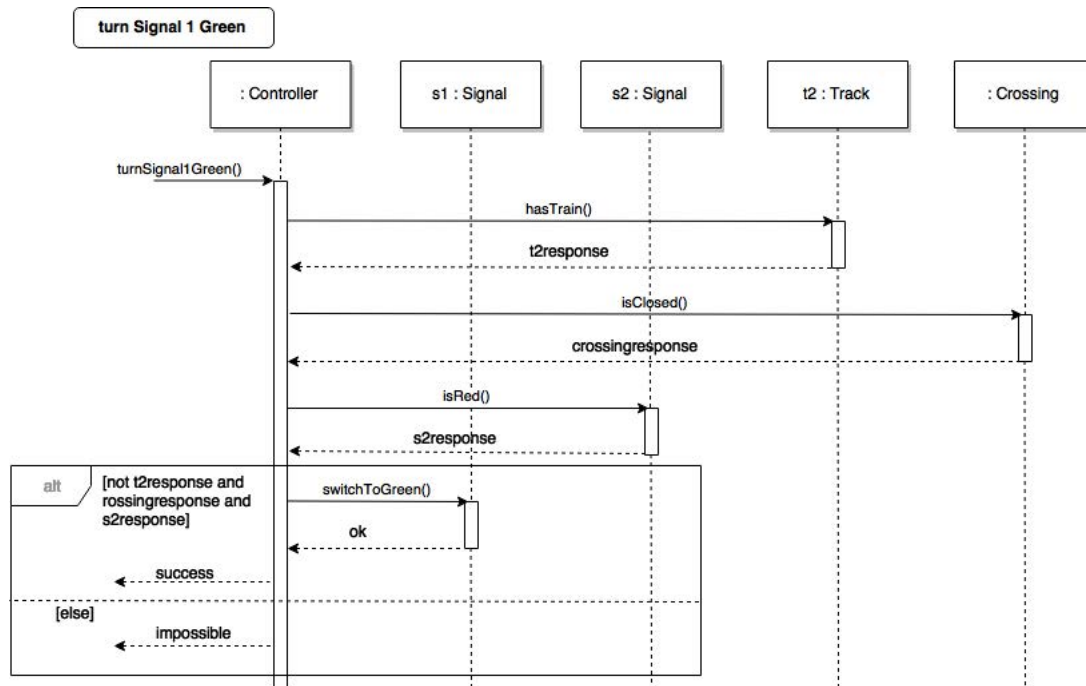 turn Signal 1 Green
: Controller
s1 : Signal
s2 : Signal
t2 : Track
: Crossing
turnSignal1Green()
hasTrain()
t2response
isClosed()
crossingresponse
isRed()
s2response
alt
[not t2response and
rossingresponse and
s2response]
switchToGreen()
ok
success
[else]
impossible